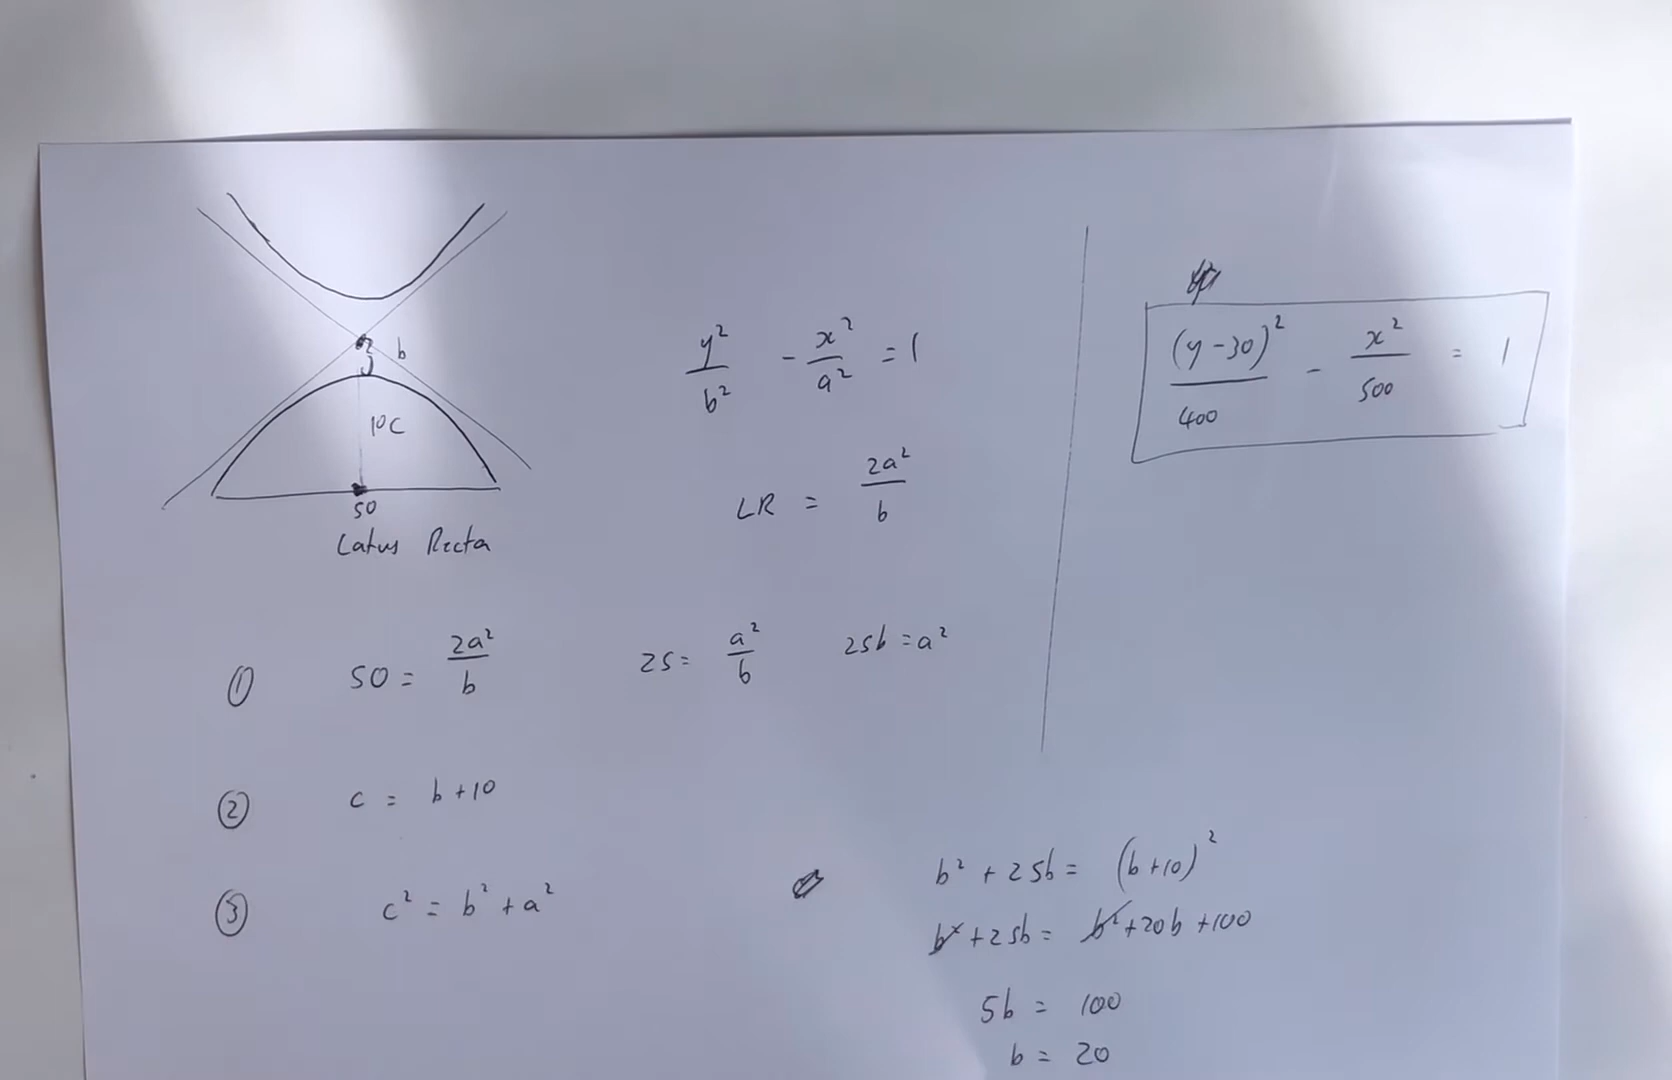 b
10c
50
Latus Recta
y²/b² - x²/a² = 1
LR = 2a²/b
① 50 = 2a²/b   25 = a²/b   25b = a²
② c = b + 10
③ c² = b² + a²
b² + 25b = (b + 10)²
b² + 25b = b² + 20b + 100
5b = 100
b = 20
(y - 30)²/400 - x²/500 = 1